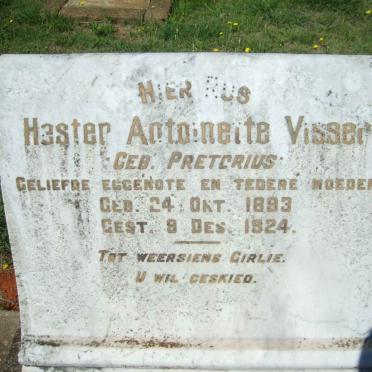 HIER RUS
Hester Antoinette Visser
GEB. PRETORIUS
GELIEFDE EGGENOTE EN TEDERE MOEDER
GEB. 24 OKT. 1893
GEST. 9 DES. 1924.
TOT WEERSIENS GIRLIE.
U WIL GESKIED.